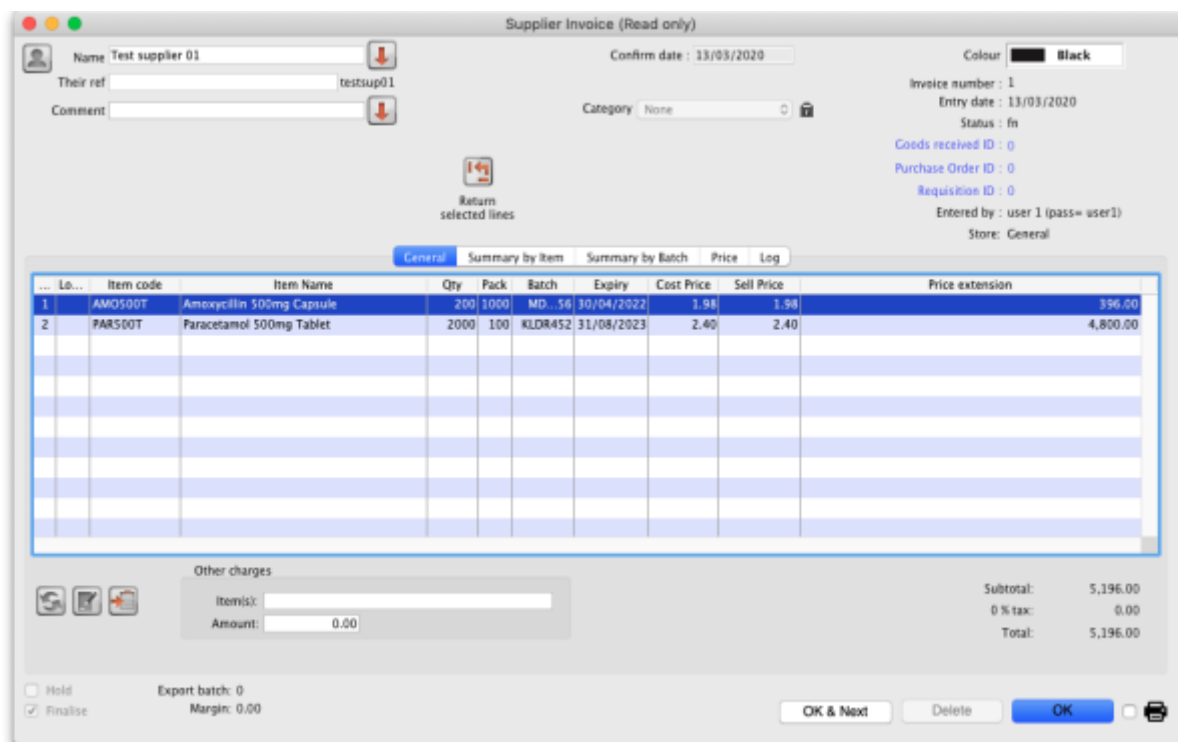 Supplier Invoice (Read only)
Name Test supplier 01
Confirm date : 13/03/2020
Colour Black
Their ref testsup01
Invoice number : 1
Comment
Category None
Entry date : 13/03/2020
Status : fn
Goods received ID : 0
Purchase Order ID : 0
Requisition ID : 0
Return
selected lines
Entered by : user 1 (pass= user1)
Store: General
General Summary by Item Summary by Batch Price Log
... Lo... Item code Item Name Qty Pack Batch Expiry Cost Price Sell Price Price extension
1 AMO500T Amoxycillin 500mg Capsule 200 1000 MD...56 30/04/2022 1.98 1.98 396.00
2 PAR500T Paracetamol 500mg Tablet 2000 100 KLDR452 31/08/2023 2.40 2.40 4,800.00
Other charges
Item(s):
Amount: 0.00
Subtotal: 5,196.00
0 % tax: 0.00
Total: 5,196.00
Hold Export batch: 0
Finalise Margin: 0.00
OK & Next Delete OK